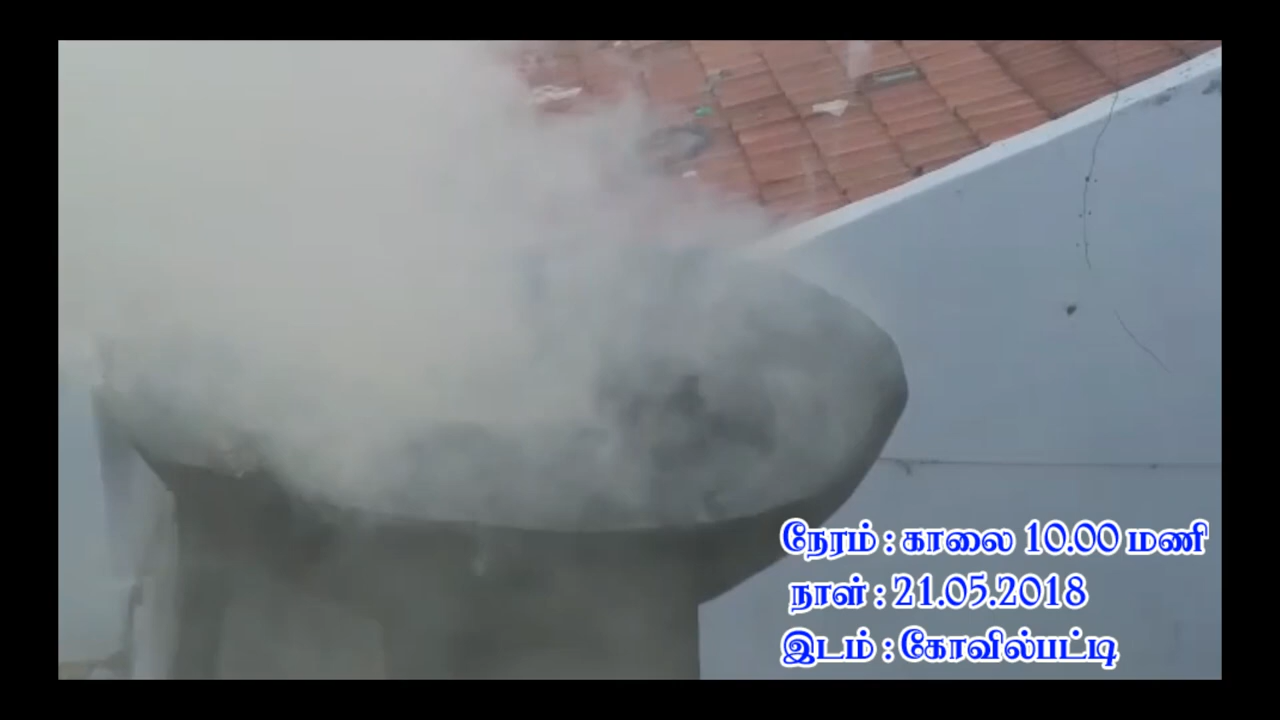 நேரம் : காலை 10.00 மணி
நாள் : 21.05.2018
இடம் : கோவில்பட்டி